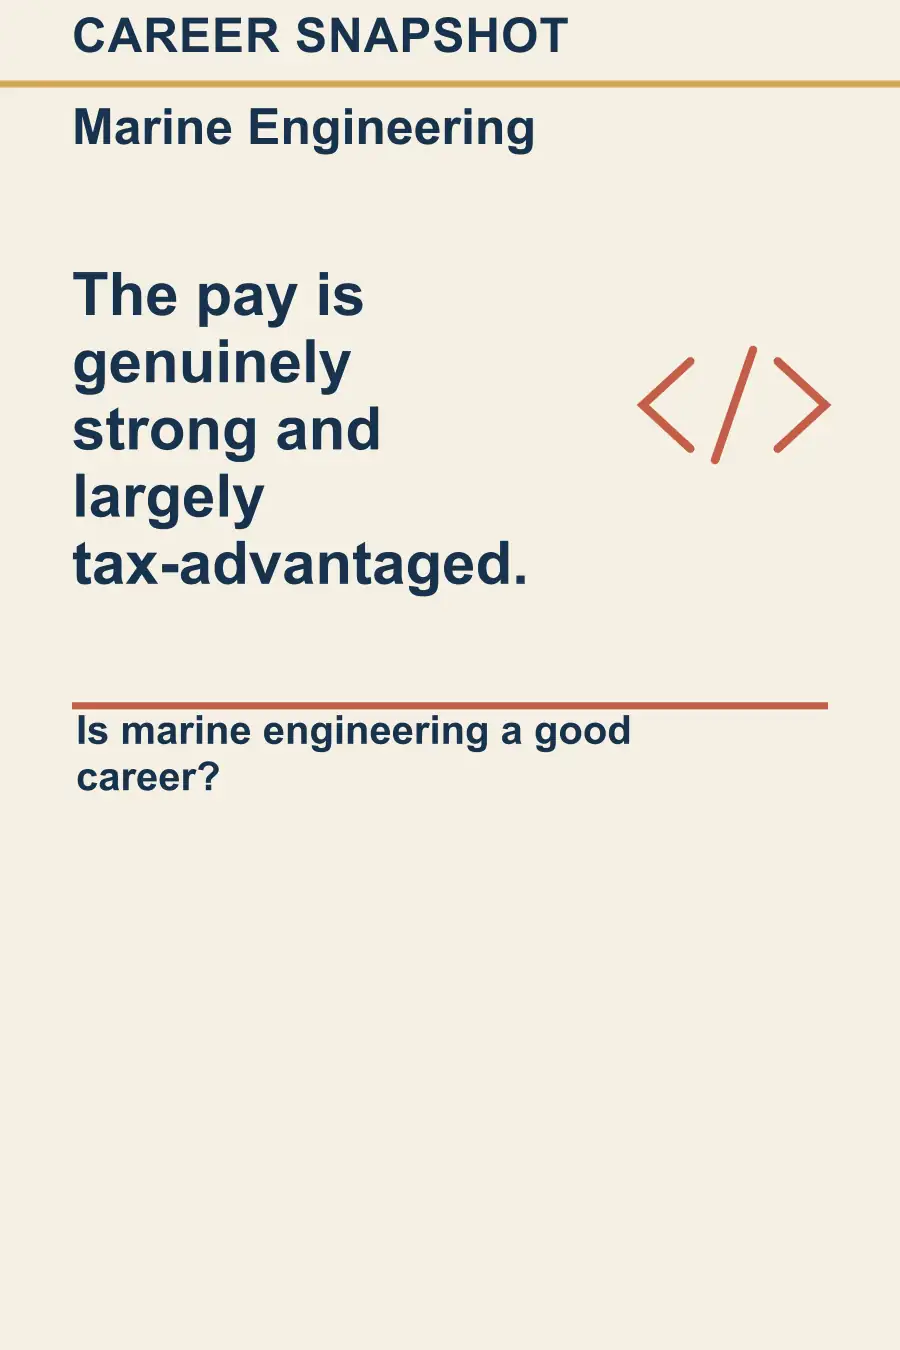 CAREER SNAPSHOT
Marine Engineering
The pay is
genuinely
strong and
largely
tax-advantaged.
Is marine engineering a good
career?